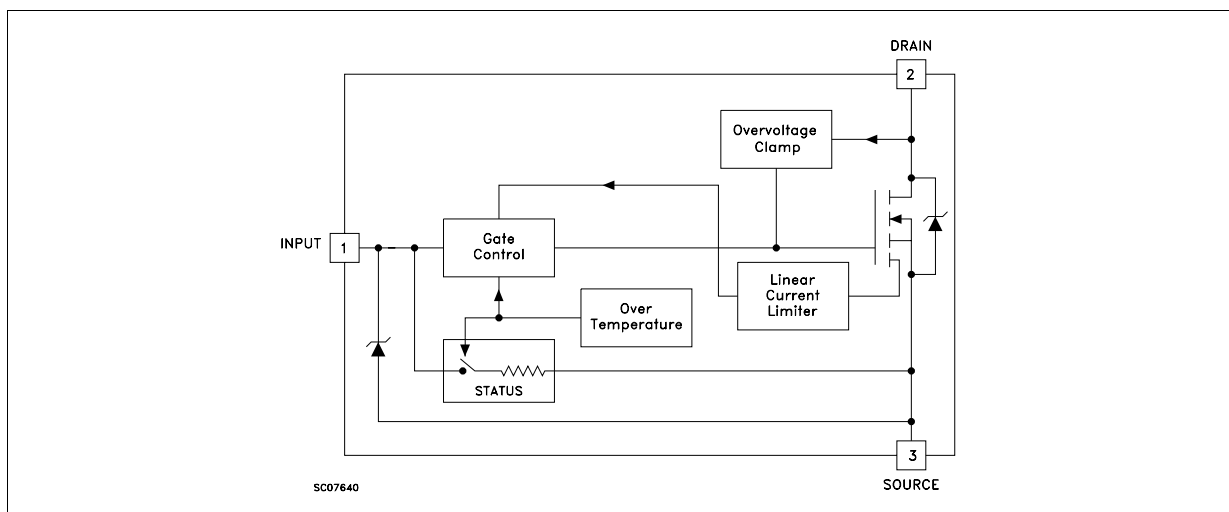 DRAIN
2
Overvoltage
Clamp
INPUT
1
Gate
Control
Linear
Current
Limiter
Over
Temperature
STATUS
3
SC07640
SOURCE